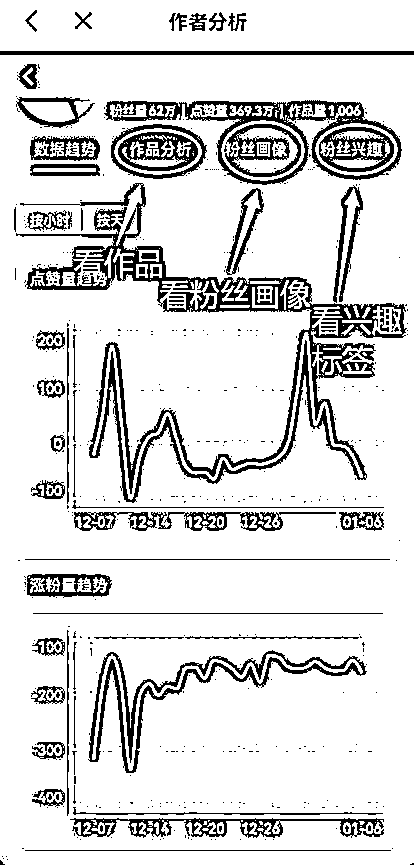 作者分析
粉丝量 62万 | 点赞量 369.3万 | 作品量 1,006
数据趋势 作品分析 粉丝画像 粉丝兴趣
按小时 按天
看作品
点赞量趋势
看粉丝画像
看兴趣
标签
200
100
0
-100
12-07 12-14 12-20 12-26 01-06
涨粉量趋势
-100
-200
-300
-400
12-07 12-14 12-20 12-26 01-06